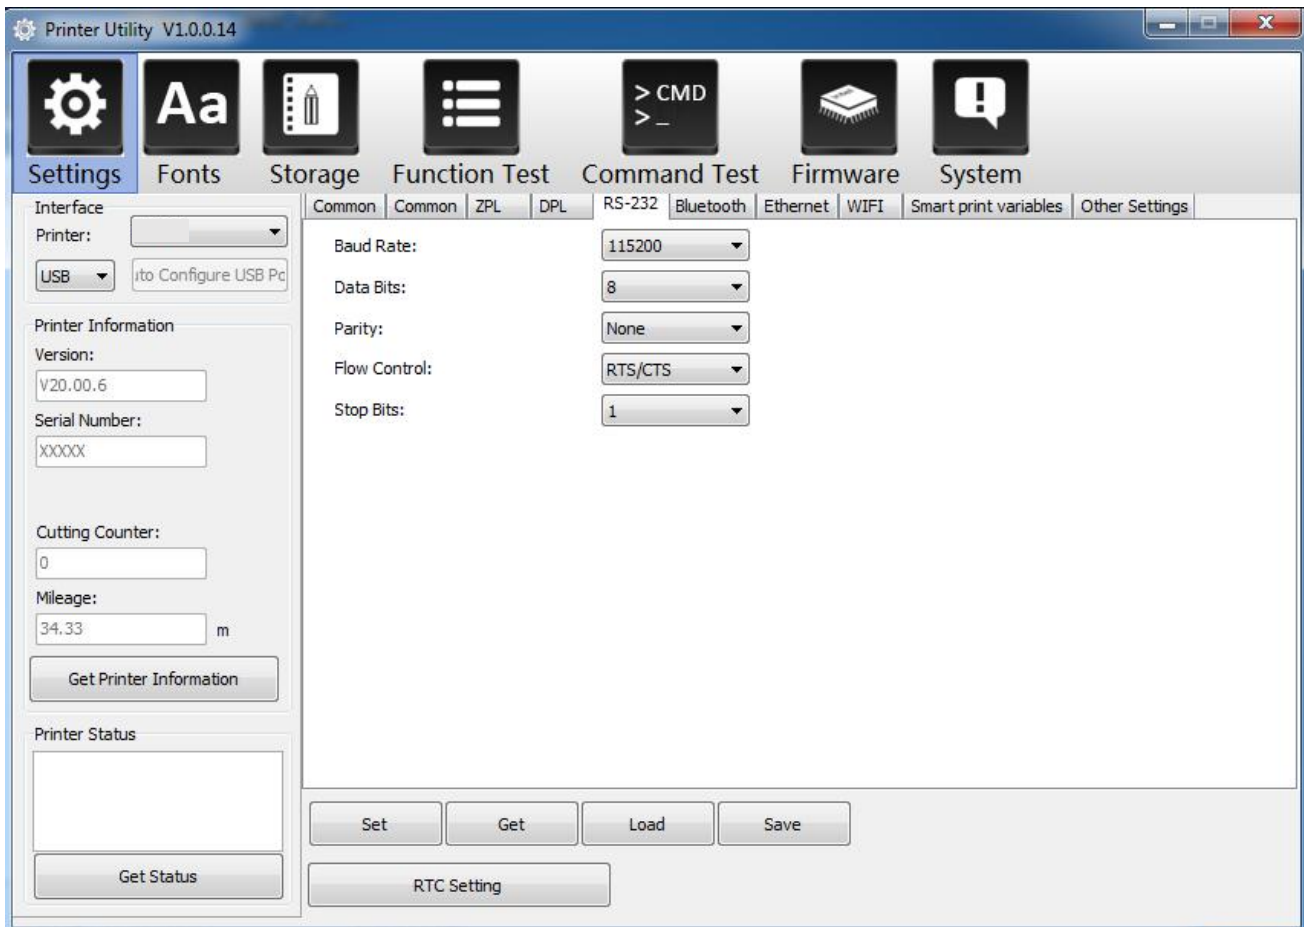 Printer Utility V1.0.0.14
Aa
> CMD
> _
Settings Fonts Storage Function Test Command Test Firmware System
Interface
Printer:
USB
ito Configure USB Pc
Printer Information
Version:
V20.00.6
Serial Number:
XXXXX
Cutting Counter:
0
Mileage:
34.33 m
Get Printer Information
Printer Status
Get Status
Common Common ZPL DPL RS-232 Bluetooth Ethernet WIFI Smart print variables Other Settings
Baud Rate: 115200
Data Bits: 8
Parity: None
Flow Control: RTS/CTS
Stop Bits: 1
Set Get Load Save
RTC Setting